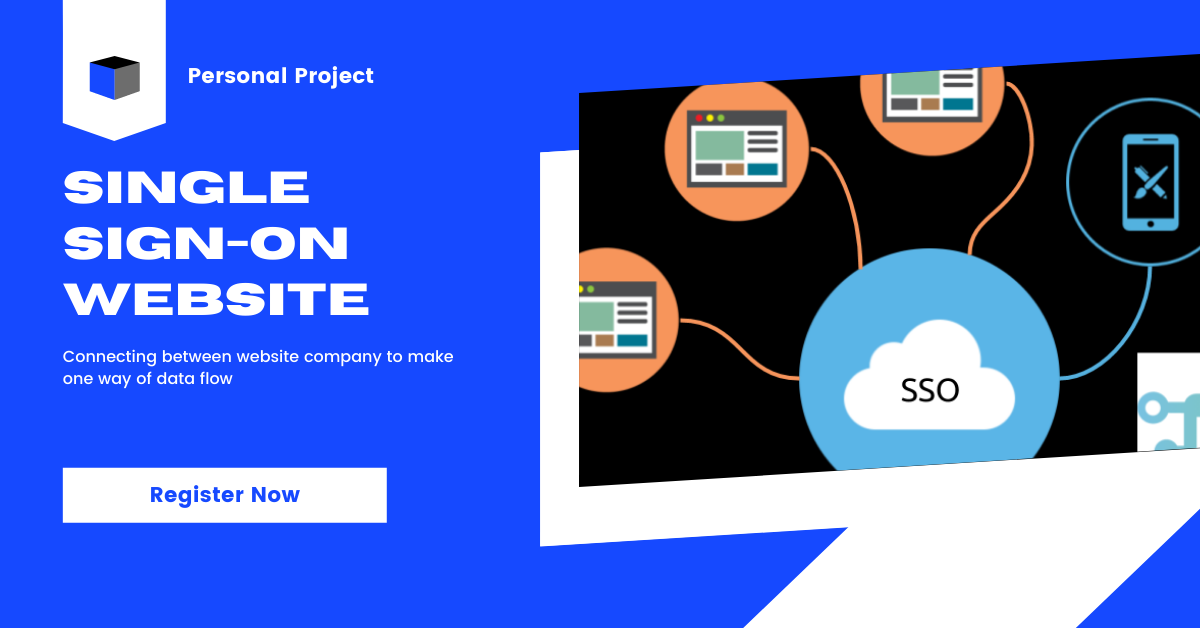 Personal Project
SINGLE
SIGN-ON
WEBSITE
Connecting between website company to make
one way of data flow
Register Now
SSO